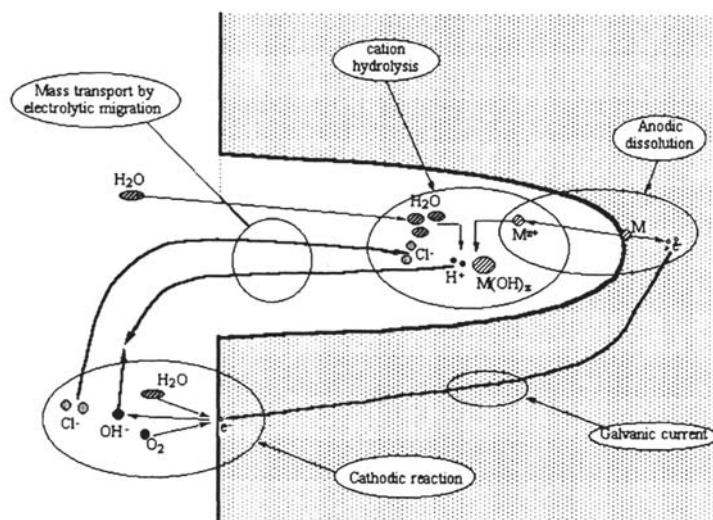 cation
hydrolysis
Mass transport by
electrolytic migration
Anodic
dissolution
H₂O
H₂O
M
Mᶻ⁺
e⁻
Cl⁻
H⁺
M(OH)z
H₂O
Cl⁻
OH⁻
O₂
e⁻
Galvanic current
Cathodic reaction